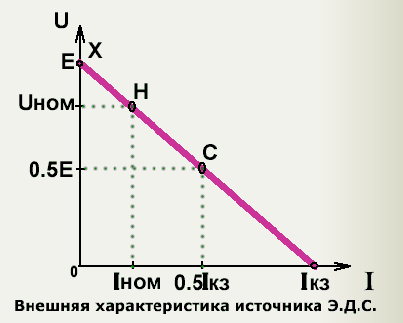 U
X
E
H
Uном
C
0.5E
0
Iном 0.5Iкз Iкз I
Внешняя характеристика источника Э.Д.С.